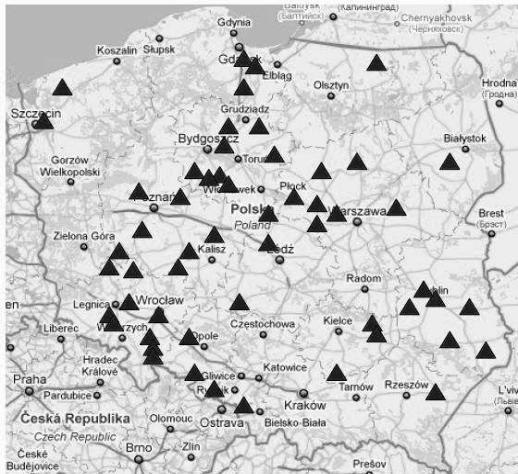 Baltiysk
(Балтийск)
(Калининград)
Chernyakhovsk
(Черняховск)
Gdynia
Słupsk
Koszalin
Elbląg
Olsztyn
Hrodna
(Гродна)
Szczecin
Grudziądz
Bydgoszcz
Toruń
Białystok
Gorzów
Wielkopolski
Płock
Poznań
Polska
Poland
Warszawa
Brest
(Брэст)
Zielona Góra
Kalisz
Łódź
Radom
Legnica
Wrocław
Liberec
Opole
Częstochowa
Kielce
Hradec
Králové
Gliwice
Katowice
Praha
Pardubice
Kraków
Tarnów
Rzeszów
L'viv
(Львів)
Česká Republika
Czech Republic
Ostrava
Bielsko-Biała
Olomouc
České
Budějovice
Brno
Zlín
Prešov